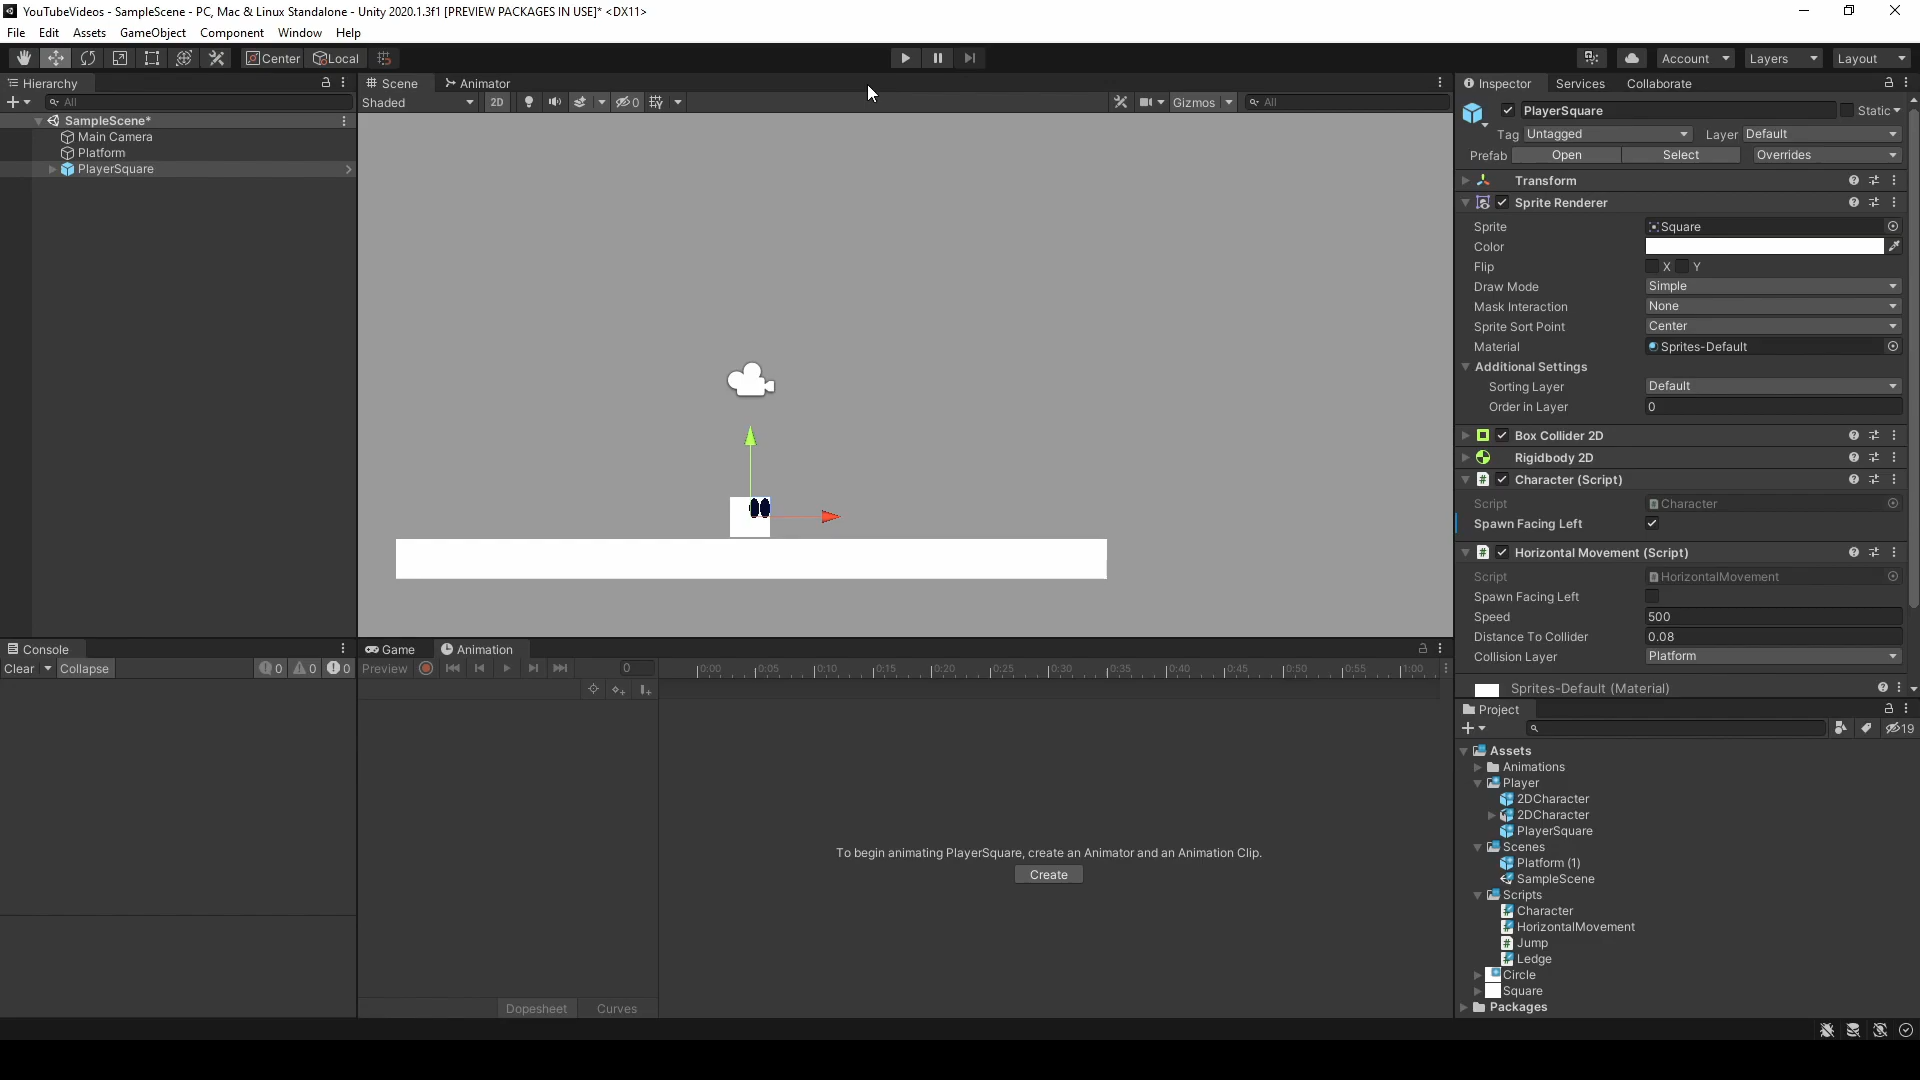 YouTubeVideos - SampleScene - PC, Mac & Linux Standalone - Unity 2020.1.3f1 [PREVIEW PACKAGES IN USE]* <DX11>
File Edit Assets GameObject Component Window Help
Center Local Account Layers Layout
Hierarchy
All
SampleScene*
Main Camera
Platform
PlayerSquare
Scene Animator
Shaded 2D 0 Gizmos All
Inspector Services Collaborate
PlayerSquare Static
Tag Untagged Layer Default
Prefab Open Select Overrides
Transform
Sprite Renderer
Sprite Square
Color
Flip X Y
Draw Mode Simple
Mask Interaction None
Sprite Sort Point Center
Material Sprites-Default
Additional Settings
Sorting Layer Default
Order in Layer 0
Box Collider 2D
Rigidbody 2D
Character (Script)
Script Character
Spawn Facing Left
Horizontal Movement (Script)
Script HorizontalMovement
Spawn Facing Left
Speed 500
Distance To Collider 0.08
Collision Layer Platform
Sprites-Default (Material)
Console
Clear Collapse 0 0 0
Game Animation
Preview 0 0:00 0:05 0:10 0:15 0:20 0:25 0:30 0:35 0:40 0:45 0:50 0:55 1:00
To begin animating PlayerSquare, create an Animator and an Animation Clip.
Create
Dopesheet Curves
Project
19
Assets
Animations
Player
2DCharacter
2DCharacter
PlayerSquare
Scenes
Platform (1)
SampleScene
Scripts
Character
HorizontalMovement
Jump
Ledge
Circle
Square
Packages